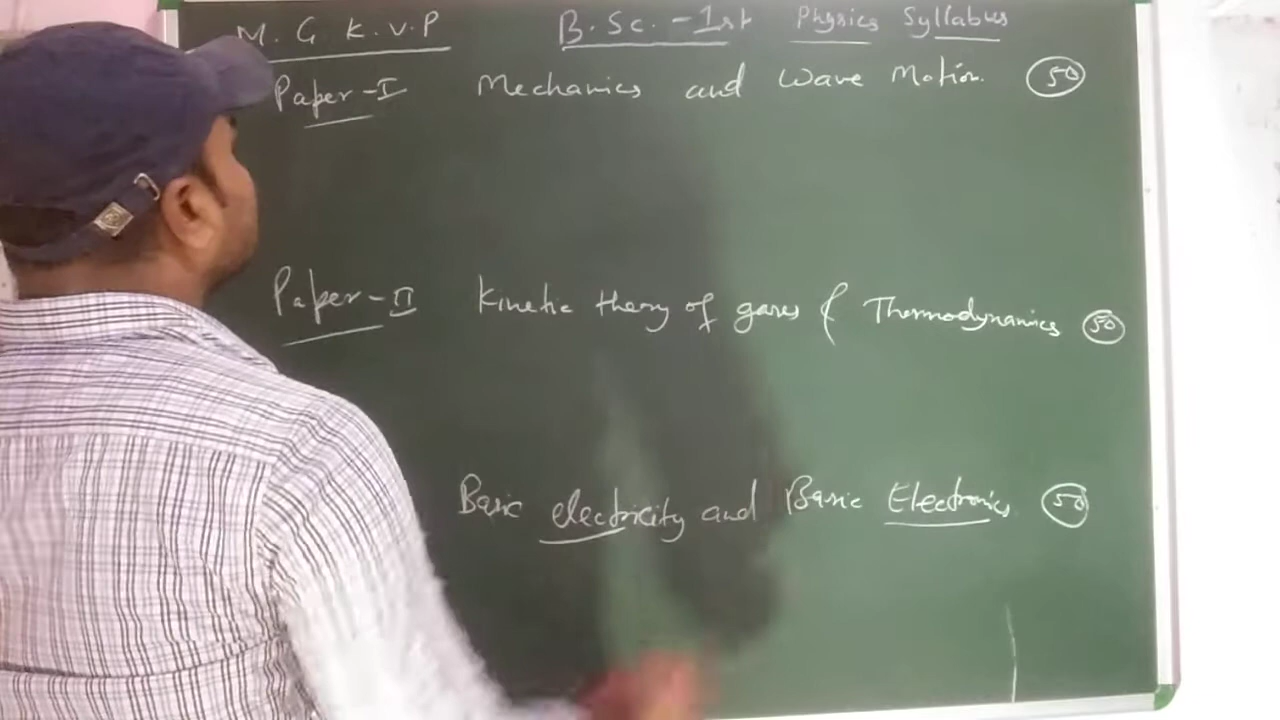 M. G. K. V. P B. Sc. - 1st Physics Syllabus
Paper - I Mechanics and Wave Motion. 50
Paper - II Kinetic theory of gases & Thermodynamics 50
Basic electricity and Basic Electronics 50